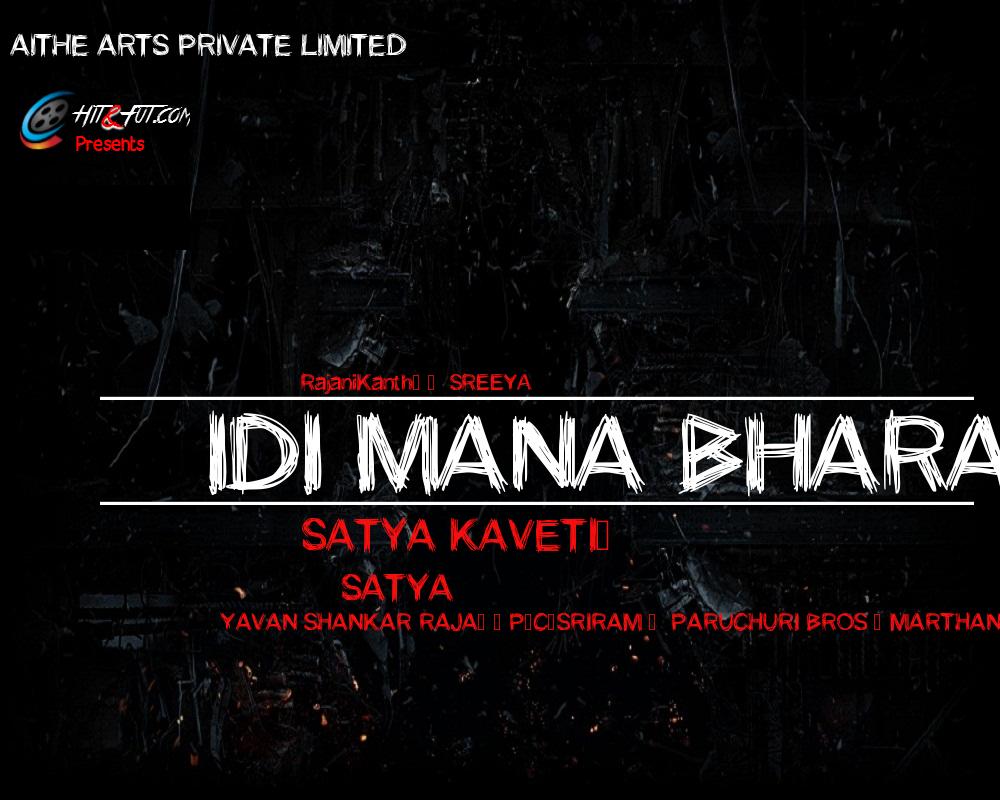 AITHE ARTS PRIVATE LIMITED
HIT&FUT.COM
Presents
RajaniKanth▯ ▯ SREEYA
IDI MANA BHARA
SATYA KAVETI▯
SATYA
YAVAN SHANKAR RAJA▯ ▯ P▯C▯SRIRAM ▯ PARUCHURI BROS ▯ MARTHAN